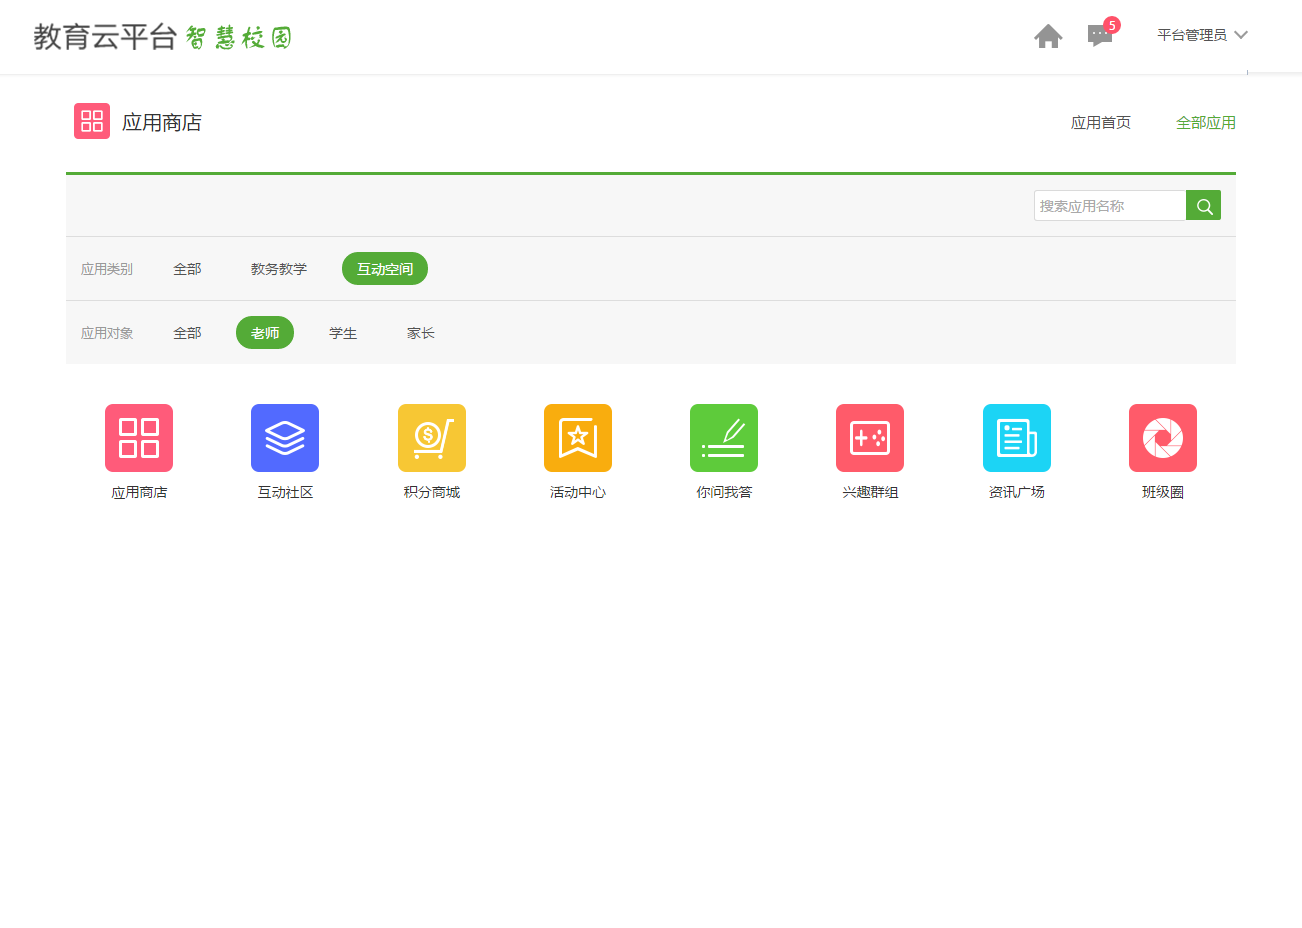 教育云平台 智慧校园
5
平台管理员
应用商店
应用首页 全部应用
搜索应用名称
应用类别 全部 教务教学 互动空间
应用对象 全部 老师 学生 家长
应用商店 互动社区 积分商城 活动中心 你问我答 兴趣群组 资讯广场 班级圈